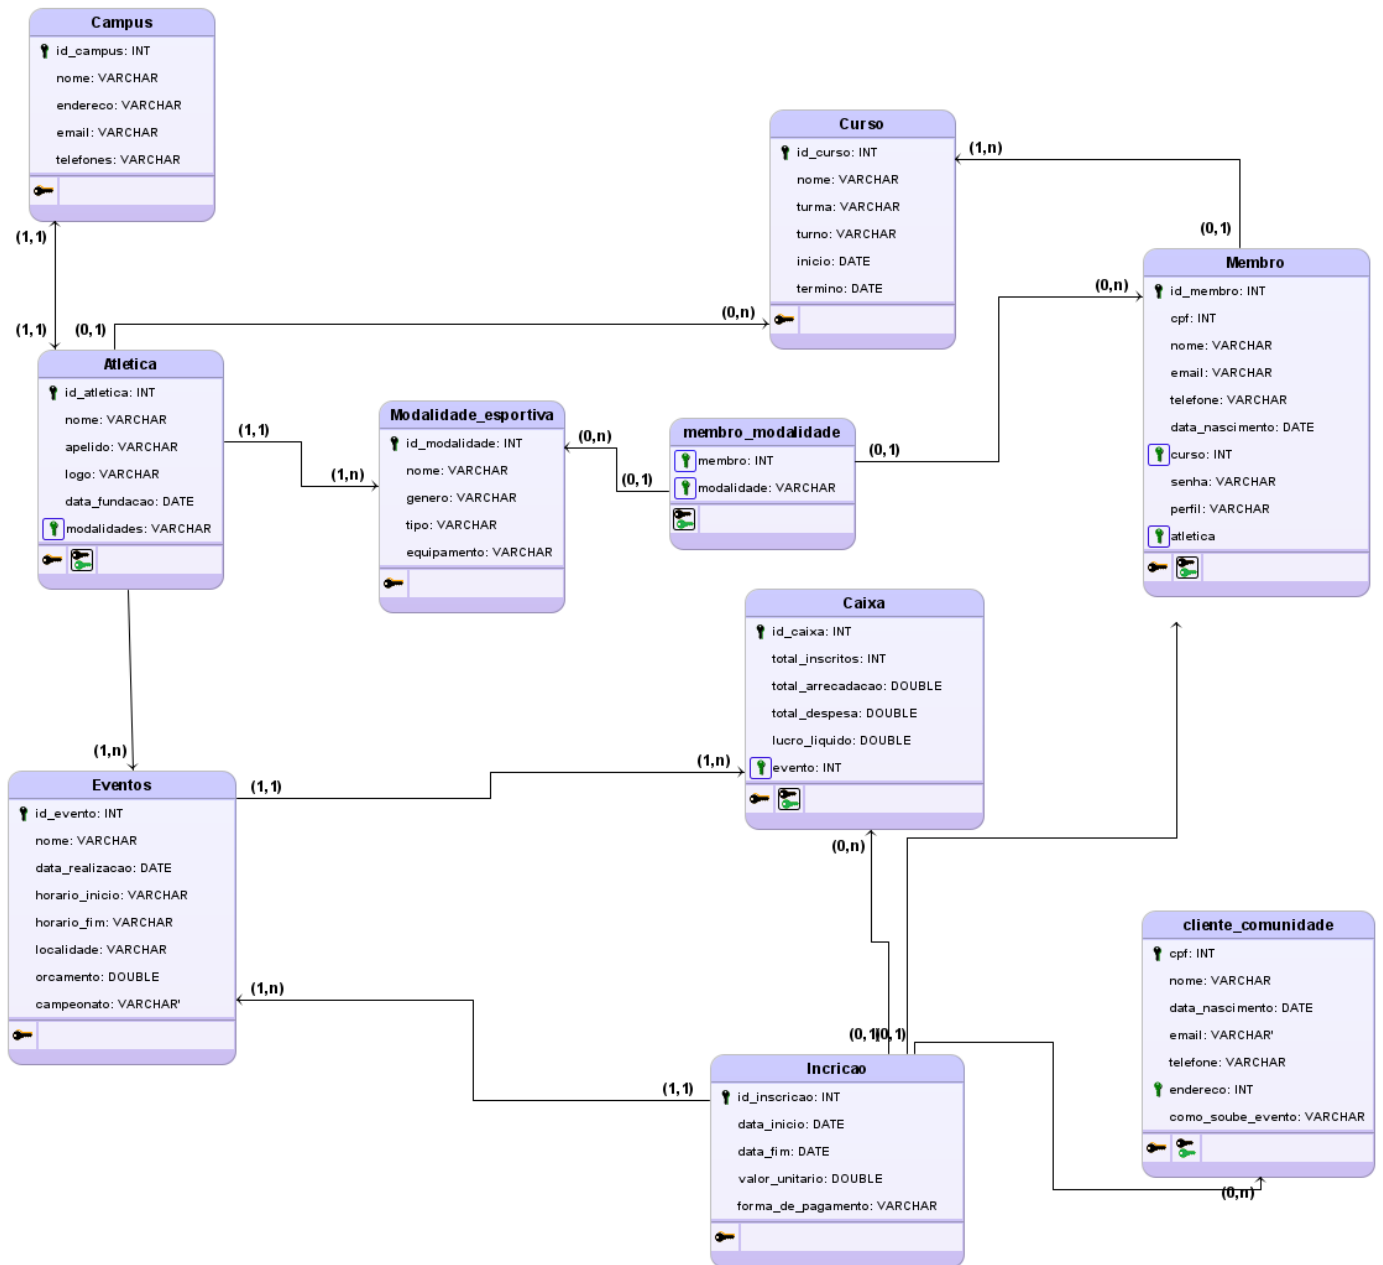 Campus
id_campus: INT
nome: VARCHAR
endereco: VARCHAR
email: VARCHAR
telefones: VARCHAR
(1,1)
(1,1)
(0,1)
(0,n)
Curso
id_curso: INT
nome: VARCHAR
turma: VARCHAR
turno: VARCHAR
inicio: DATE
termino: DATE
(1,n)
(0,1)
Membro
id_membro: INT
cpf: INT
nome: VARCHAR
email: VARCHAR
telefone: VARCHAR
data_nascimento: DATE
curso: INT
senha: VARCHAR
perfil: VARCHAR
atletica
(0,n)
(0,1)
Atletica
id_atletica: INT
nome: VARCHAR
apelido: VARCHAR
logo: VARCHAR
data_fundacao: DATE
modalidades: VARCHAR
(1,1)
(1,n)
Modalidade_esportiva
id_modalidade: INT
nome: VARCHAR
genero: VARCHAR
tipo: VARCHAR
equipamento: VARCHAR
(0,n)
(0,1)
membro_modalidade
membro: INT
modalidade: VARCHAR
Caixa
id_caixa: INT
total_inscritos: INT
total_arrecadacao: DOUBLE
total_despesa: DOUBLE
lucro_liquido: DOUBLE
evento: INT
(1,n)
(1,n)
(1,1)
Eventos
id_evento: INT
nome: VARCHAR
data_realizacao: DATE
horario_inicio: VARCHAR
horario_fim: VARCHAR
localidade: VARCHAR
orcamento: DOUBLE
campeonato: VARCHAR'
(1,n)
(0,n)
cliente_comunidade
cpf: INT
nome: VARCHAR
data_nascimento: DATE
email: VARCHAR'
telefone: VARCHAR
endereco: INT
como_soube_evento: VARCHAR
(0,n)
(0,1)
(0,1)
(1,1)
Incricao
id_inscricao: INT
data_inicio: DATE
data_fim: DATE
valor_unitario: DOUBLE
forma_de_pagamento: VARCHAR